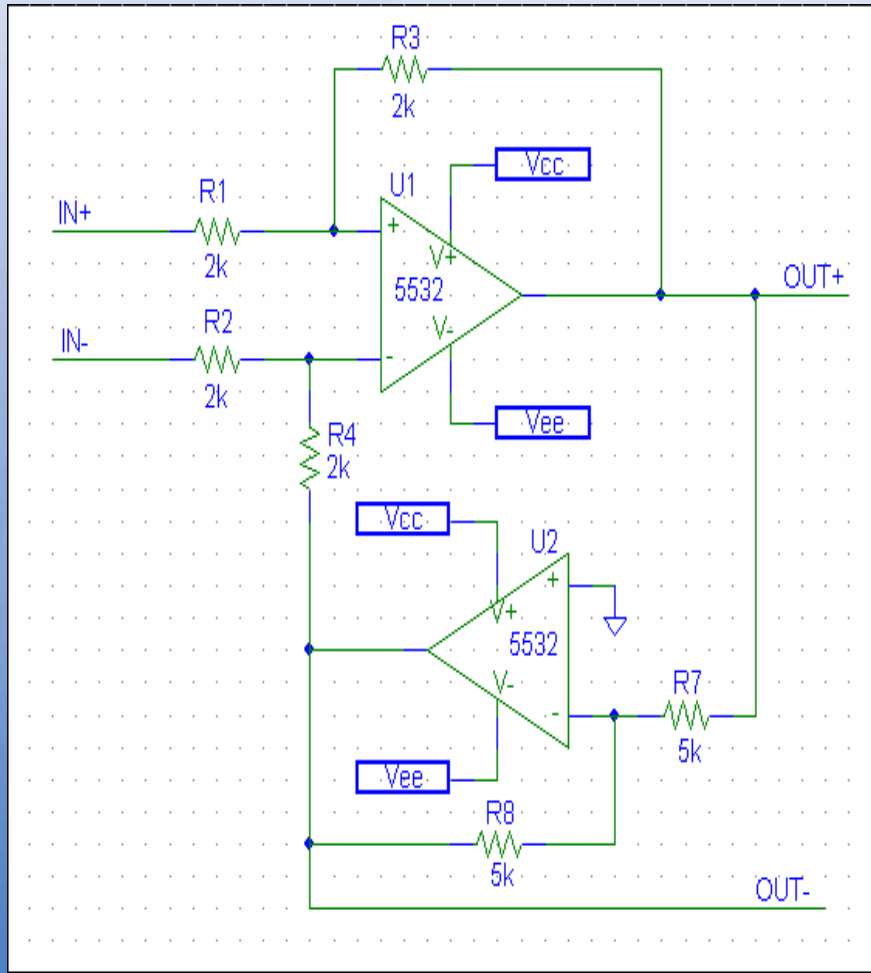 R3
2k
Vcc
U1
R1
IN+
+
2k
V+
5532
OUT+
R2
V-
IN-
-
2k
Vee
R4
2k
Vcc
U2
+
V+
5532
R7
V-
-
5k
Vee
R8
5k
OUT-